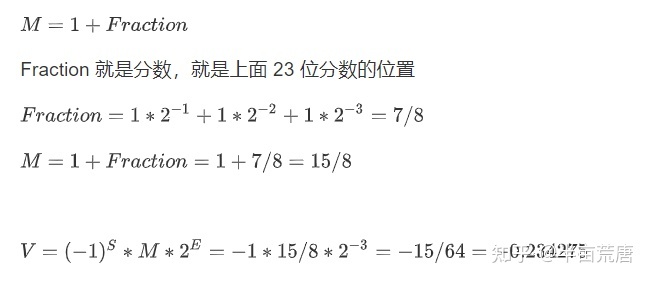 M = 1 + Fraction
Fraction 就是分数，就是上面 23 位分数的位置
Fraction = 1 * 2^{-1} + 1 * 2^{-2} + 1 * 2^{-3} = 7/8
M = 1 + Fraction = 1 + 7/8 = 15/8
V = (-1)^S * M * 2^E = -1 * 15/8 * 2^{-3} = -15/64 = -0.234275
知乎 @半亩荒唐